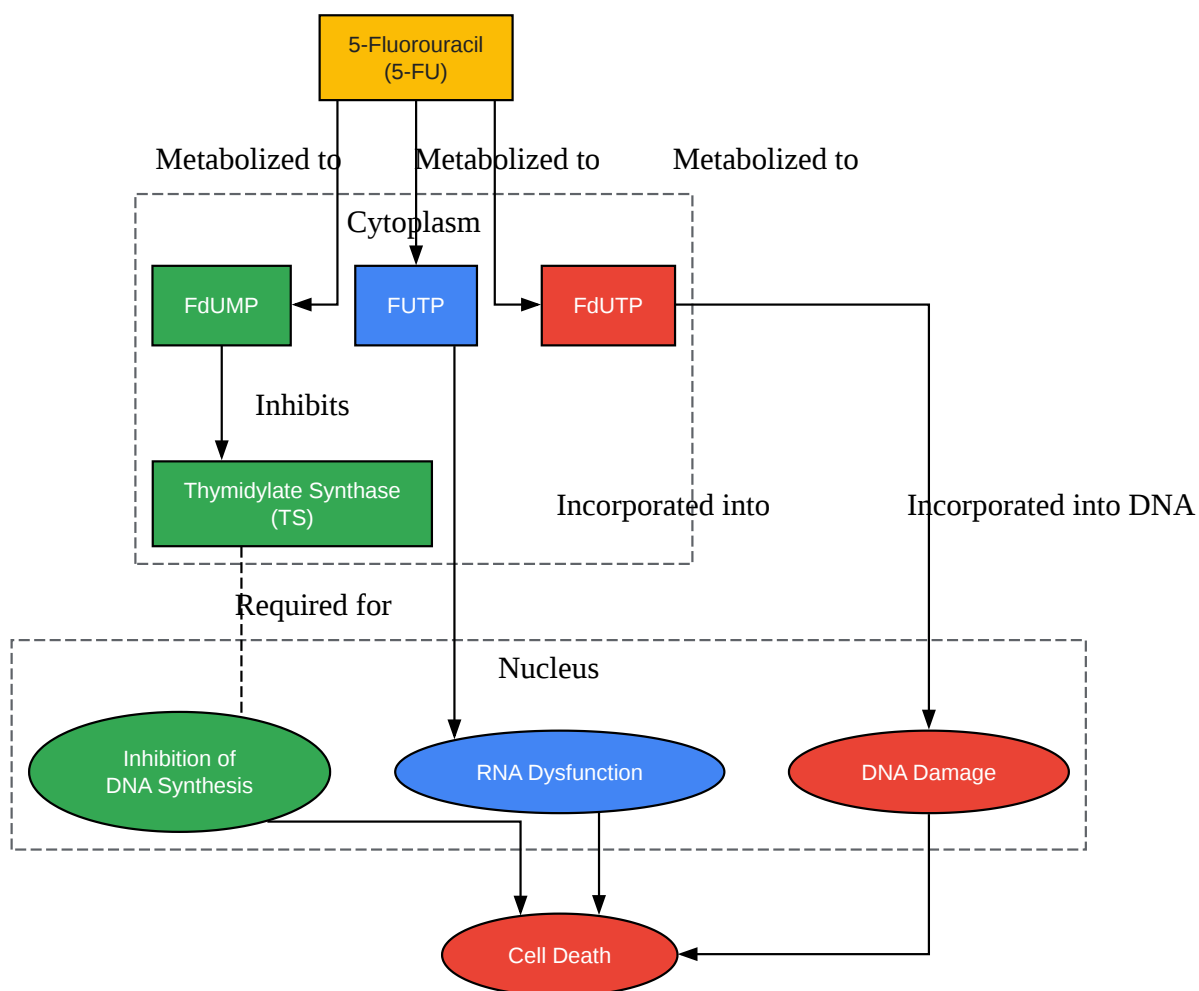 5-Fluorouracil
(5-FU)
Metabolized to
Metabolized to
Metabolized to
Cytoplasm
FdUMP
FUTP
FdUTP
Inhibits
Thymidylate Synthase
(TS)
Incorporated into
Incorporated into DNA
Required for
Nucleus
Inhibition of
DNA Synthesis
RNA Dysfunction
DNA Damage
Cell Death